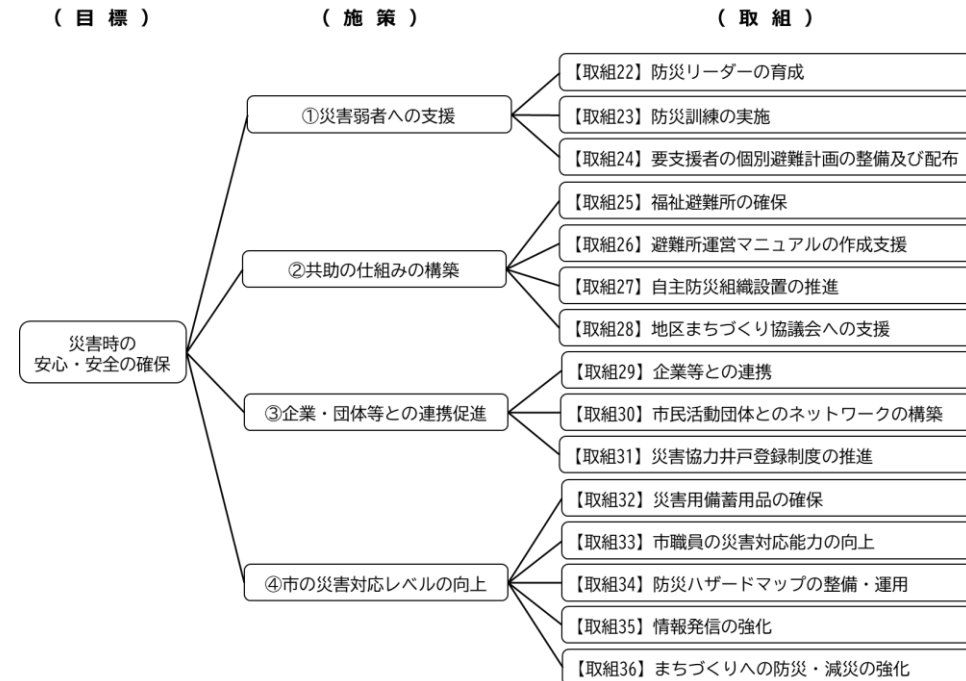 （ 目 標 ）
（ 施 策 ）
（ 取 組 ）
災害時の
安心・安全の確保
①災害弱者への支援
【取組22】防災リーダーの育成
【取組23】防災訓練の実施
【取組24】要支援者の個別避難計画の整備及び配布
②共助の仕組みの構築
【取組25】福祉避難所の確保
【取組26】避難所運営マニュアルの作成支援
【取組27】自主防災組織設置の推進
【取組28】地区まちづくり協議会への支援
③企業・団体等との連携促進
【取組29】企業等との連携
【取組30】市民活動団体とのネットワークの構築
【取組31】災害協力井戸登録制度の推進
④市の災害対応レベルの向上
【取組32】災害用備蓄用品の確保
【取組33】市職員の災害対応能力の向上
【取組34】防災ハザードマップの整備・運用
【取組35】情報発信の強化
【取組36】まちづくりへの防災・減災の強化